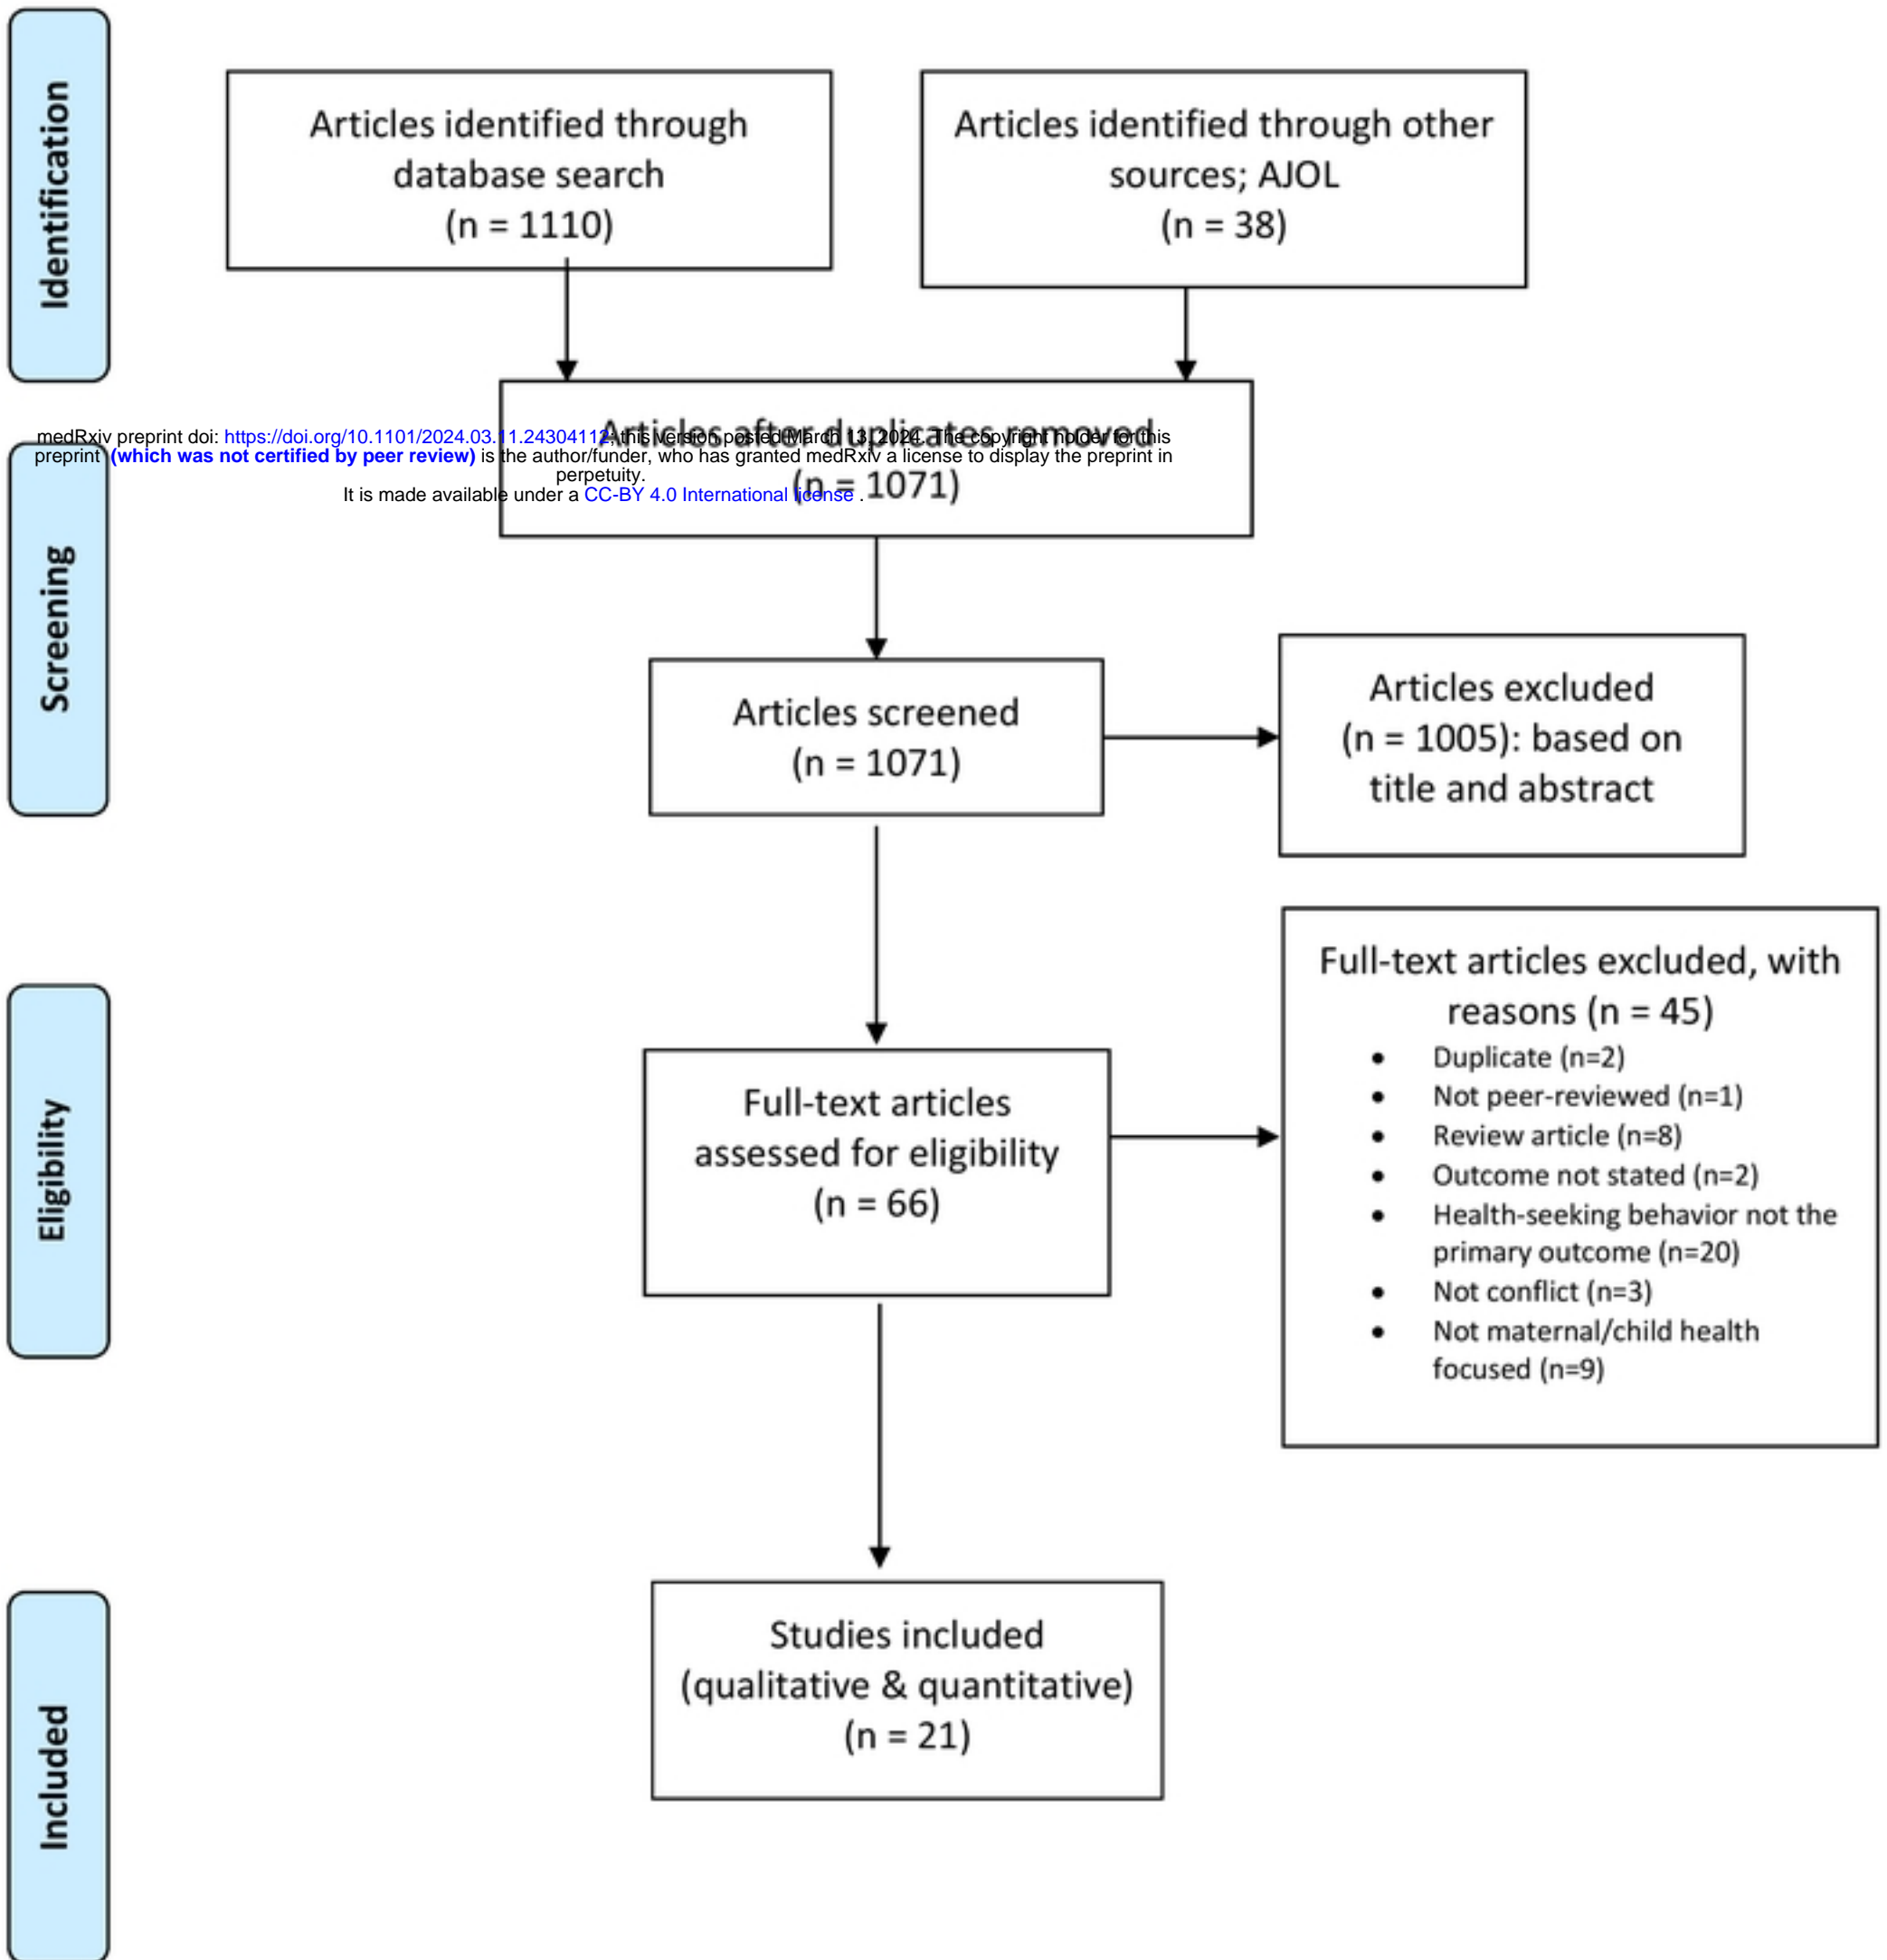 Identification
Articles identified through
database search
(n = 1110)
Articles identified through other
sources; AJOL
(n = 38)
Articles after duplicates removed
(n = 1071)
medRxiv preprint doi: https://doi.org/10.1101/2024.03.11.24304112; this version posted March 13, 2024. The copyright holder for this
preprint (which was not certified by peer review) is the author/funder, who has granted medRxiv a license to display the preprint in
perpetuity.
It is made available under a CC-BY 4.0 International license .
Screening
Articles screened
(n = 1071)
Articles excluded
(n = 1005): based on
title and abstract
Eligibility
Full-text articles
assessed for eligibility
(n = 66)
Full-text articles excluded, with
reasons (n = 45)
• Duplicate (n=2)
• Not peer-reviewed (n=1)
• Review article (n=8)
• Outcome not stated (n=2)
• Health-seeking behavior not the
primary outcome (n=20)
• Not conflict (n=3)
• Not maternal/child health
focused (n=9)
Included
Studies included
(qualitative & quantitative)
(n = 21)